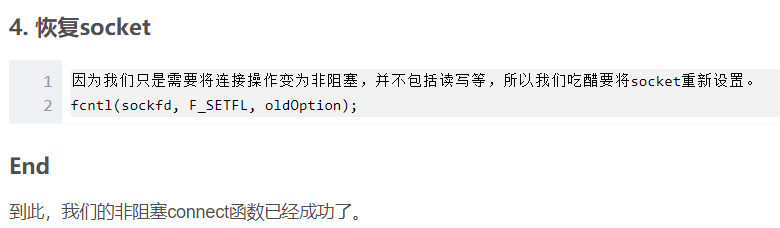 4. 恢复socket
1 因为我们只是需要将连接操作变为非阻塞，并不包括读写等，所以我们吃醋要将socket重新设置。
2 fcntl(sockfd, F_SETFL, oldOption);
End
到此，我们的非阻塞connect函数已经成功了。